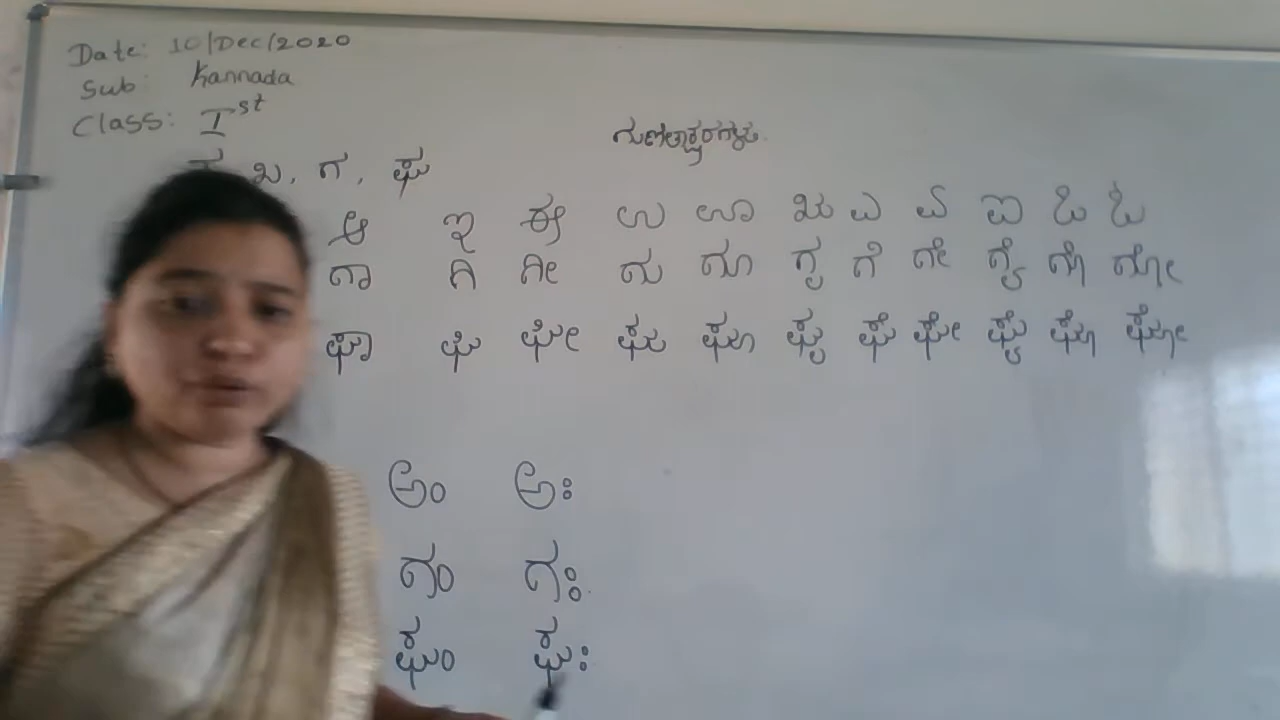 Date: 10/Dec/2020
Sub: Kannada
Class: Ist
ಗುಣಿತಾಕ್ಷರಗಳು.
ಖ, ಗ, ಘ
ಆ ಇ ಈ ಉ ಊ ಋ ಎ ಏ ಐ ಒ ಓ
ಗಾ ಗಿ ಗೀ ಗು ಗೂ ಗೃ ಗೆ ಗೇ ಗೈ ಗೊ ಗೋ
ಘಾ ಘಿ ಘೀ ಘು ಘೂ ಘೃ ಘೆ ಘೇ ಘೈ ಘೊ ಘೋ
ಅಂ ಅಃ
ಗಂ ಗಃ
ಘಂ ಘಃ